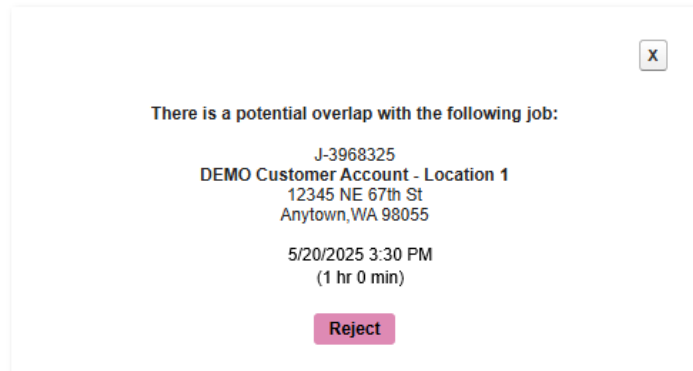 X
There is a potential overlap with the following job:
J-3968325
DEMO Customer Account - Location 1
12345 NE 67th St
Anytown,WA 98055
5/20/2025 3:30 PM
(1 hr 0 min)
Reject